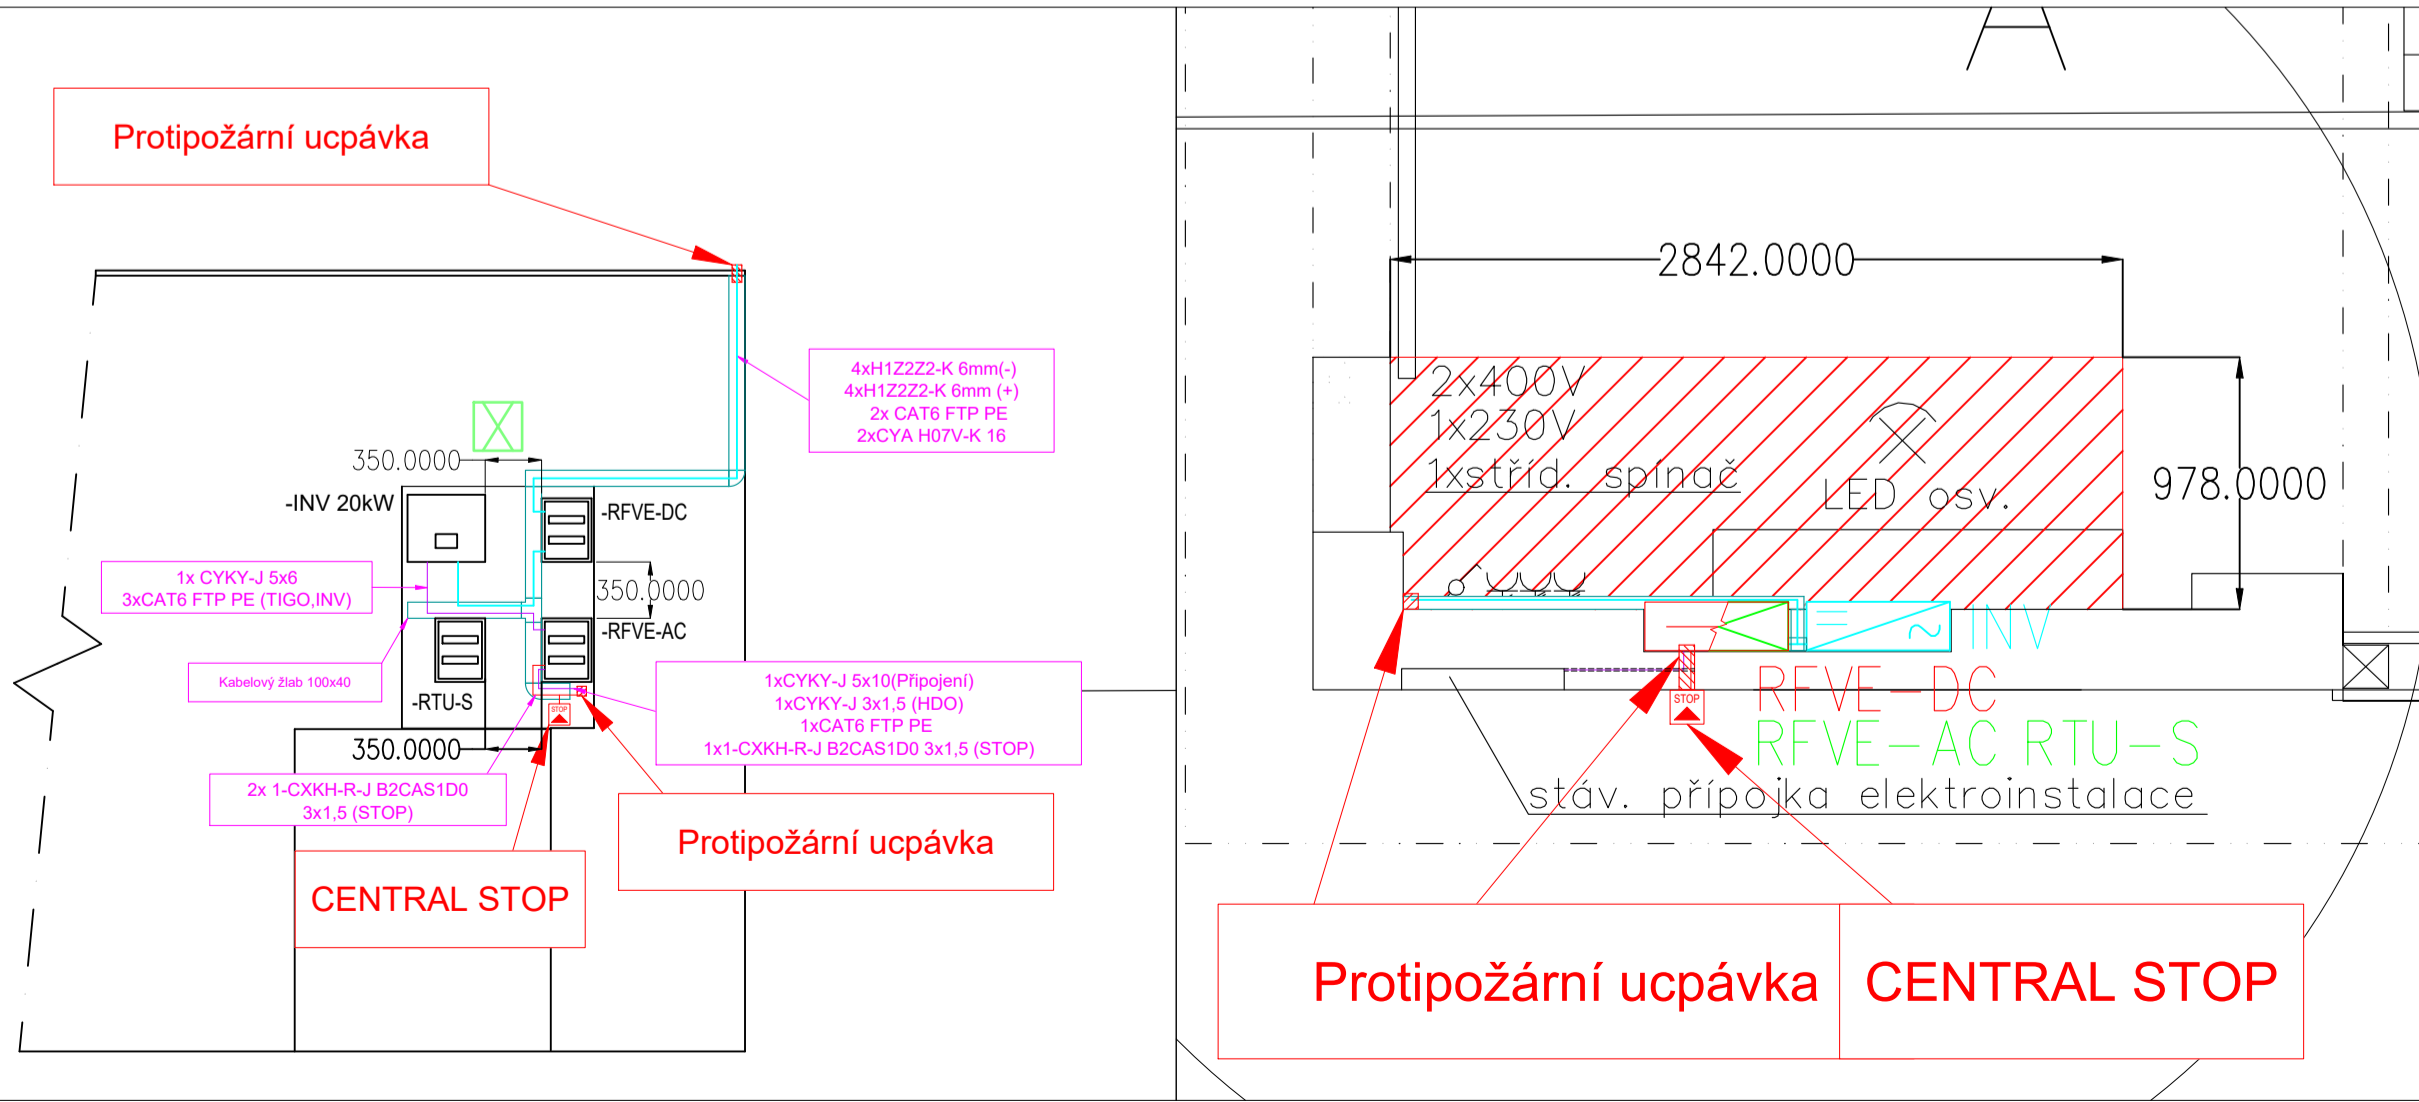 Protipožární ucpávka
4xH1Z2Z2-K 6mm(-)
4xH1Z2Z2-K 6mm (+)
2x CAT6 FTP PE
2xCYA H07V-K 16
350.0000
-INV 20kW
-RFVE-DC
1x CYKY-J 5x6
3xCAT6 FTP PE (TIGO,INV)
350.0000
-RFVE-AC
Kabelový žlab 100x40
-RTU-S
1xCYKY-J 5x10(Připojení)
1xCYKY-J 3x1,5 (HDO)
1xCAT6 FTP PE
1x1-CXKH-R-J B2CAS1D0 3x1,5 (STOP)
STOP
350.0000
2x 1-CXKH-R-J B2CAS1D0
3x1,5 (STOP)
Protipožární ucpávka
CENTRAL STOP
A
2842.0000
2x400V
1x230V
1xstříd. spínač
LED osv.
978.0000
INV
RFVE-DC
STOP
RFVE-AC RTU-S
stáv. přípojka elektroinstalace
Protipožární ucpávka
CENTRAL STOP